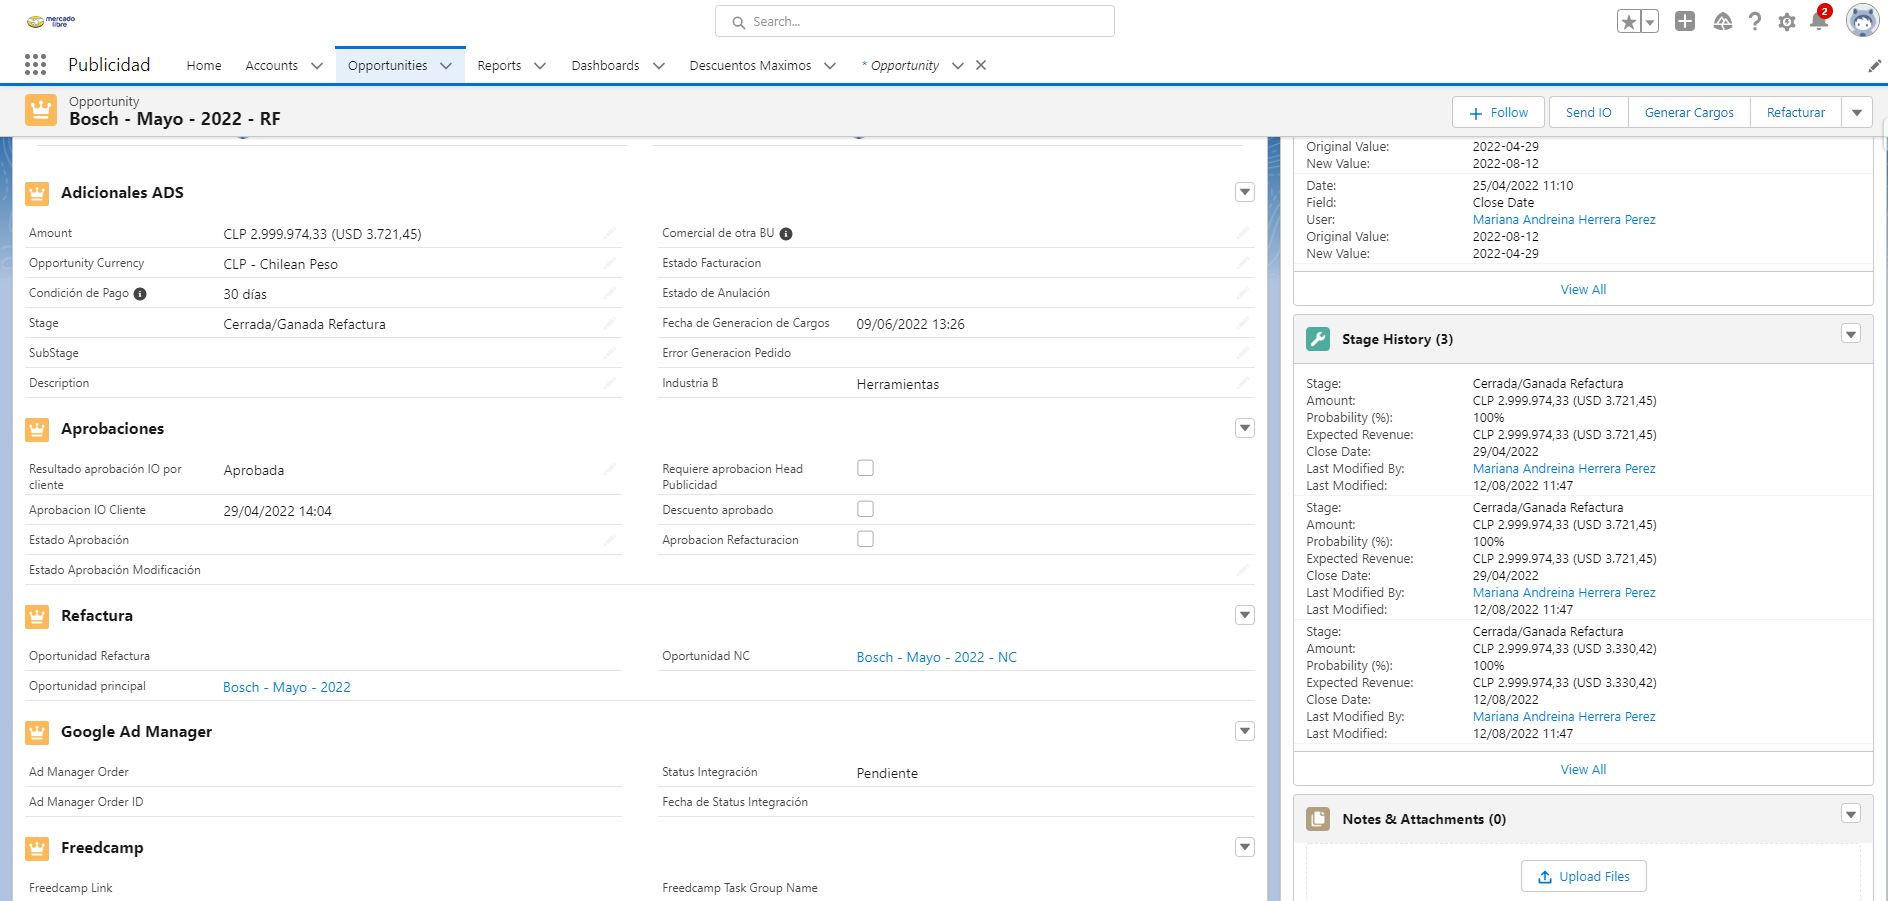 mercado libre
Search...
2
Publicidad
Home
Accounts
Opportunities
Reports
Dashboards
Descuentos Maximos
* Opportunity
Opportunity
Bosch - Mayo - 2022 - RF
Follow
Send IO
Generar Cargos
Refacturar
Adicionales ADS
Amount CLP 2.999.974,33 (USD 3.721,45)
Comercial de otra BU
Opportunity Currency CLP - Chilean Peso
Estado Facturacion
Condición de Pago 30 días
Estado de Anulación
Stage Cerrada/Ganada Refactura
Fecha de Generacion de Cargos 09/06/2022 13:26
SubStage
Error Generacion Pedido
Description
Industria B Herramientas
Aprobaciones
Resultado aprobación IO por cliente Aprobada
Requiere aprobacion Head Publicidad
Aprobacion IO Cliente 29/04/2022 14:04
Descuento aprobado
Estado Aprobación
Aprobacion Refacturacion
Estado Aprobación Modificación
Refactura
Oportunidad Refactura
Oportunidad NC Bosch - Mayo - 2022 - NC
Oportunidad principal Bosch - Mayo - 2022
Google Ad Manager
Ad Manager Order
Status Integración Pendiente
Ad Manager Order ID
Fecha de Status Integración
Freedcamp
Freedcamp Link
Freedcamp Task Group Name
Original Value: 2022-04-29
New Value: 2022-08-12
Date: 25/04/2022 11:10
Field: Close Date
User: Mariana Andreina Herrera Perez
Original Value: 2022-08-12
New Value: 2022-04-29
View All
Stage History (3)
Stage: Cerrada/Ganada Refactura
Amount: CLP 2.999.974,33 (USD 3.721,45)
Probability (%): 100%
Expected Revenue: CLP 2.999.974,33 (USD 3.721,45)
Close Date: 29/04/2022
Last Modified By: Mariana Andreina Herrera Perez
Last Modified: 12/08/2022 11:47
Stage: Cerrada/Ganada Refactura
Amount: CLP 2.999.974,33 (USD 3.721,45)
Probability (%): 100%
Expected Revenue: CLP 2.999.974,33 (USD 3.721,45)
Close Date: 29/04/2022
Last Modified By: Mariana Andreina Herrera Perez
Last Modified: 12/08/2022 11:47
Stage: Cerrada/Ganada Refactura
Amount: CLP 2.999.974,33 (USD 3.330,42)
Probability (%): 100%
Expected Revenue: CLP 2.999.974,33 (USD 3.330,42)
Close Date: 12/08/2022
Last Modified By: Mariana Andreina Herrera Perez
Last Modified: 12/08/2022 11:47
View All
Notes & Attachments (0)
Upload Files